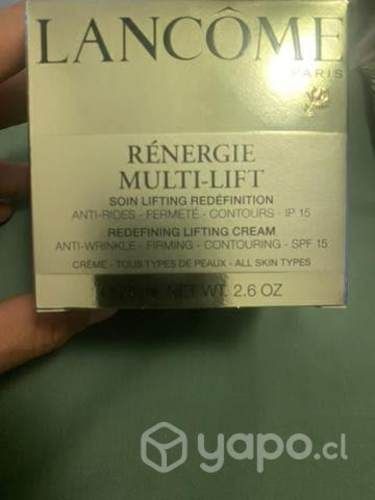 LANCÔME
PARIS
RÉNERGIE
MULTI-LIFT
SOIN LIFTING REDÉFINITION
ANTI-RIDES - FERMETÉ - CONTOURS - IP 15
REDEFINING LIFTING CREAM
ANTI-WRINKLE - FIRMING - CONTOURING - SPF 15
CRÈME - TOUS TYPES DE PEAUX - ALL SKIN TYPES
NET WT. 2.6 OZ
yapo.cl